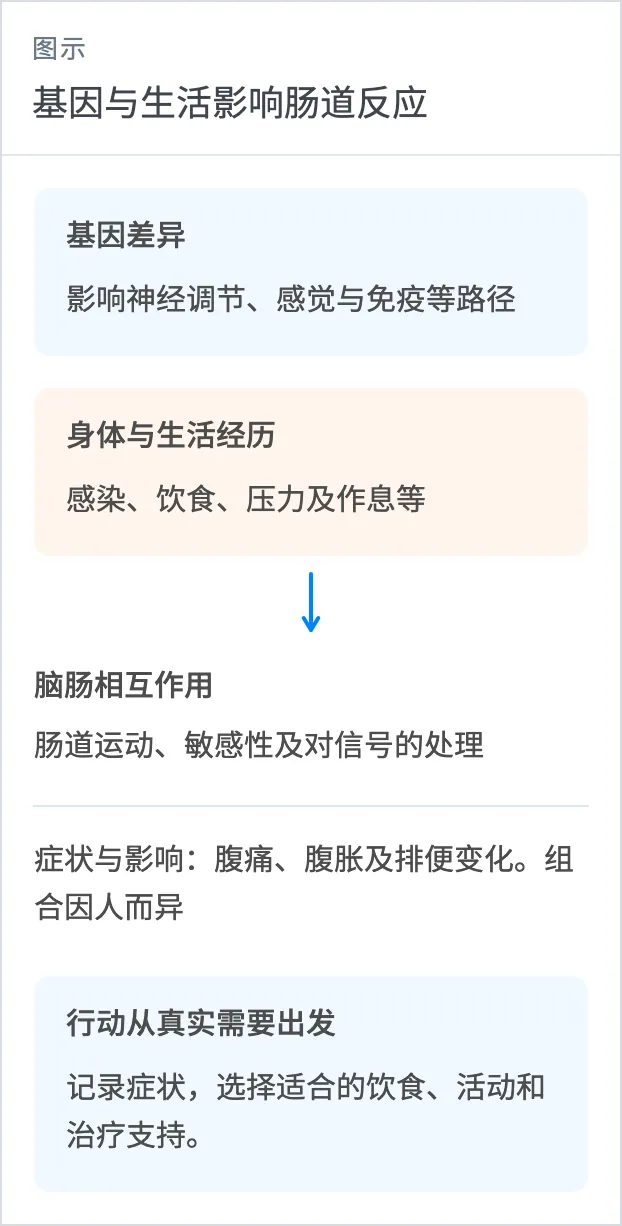 图示
基因与生活影响肠道反应
基因差异
影响神经调节、感觉与免疫等路径
身体与生活经历
感染、饮食、压力及作息等
脑肠相互作用
肠道运动、敏感性及对信号的处理
症状与影响：腹痛、腹胀及排便变化。组
合因人而异
行动从真实需要出发
记录症状，选择适合的饮食、活动和
治疗支持。